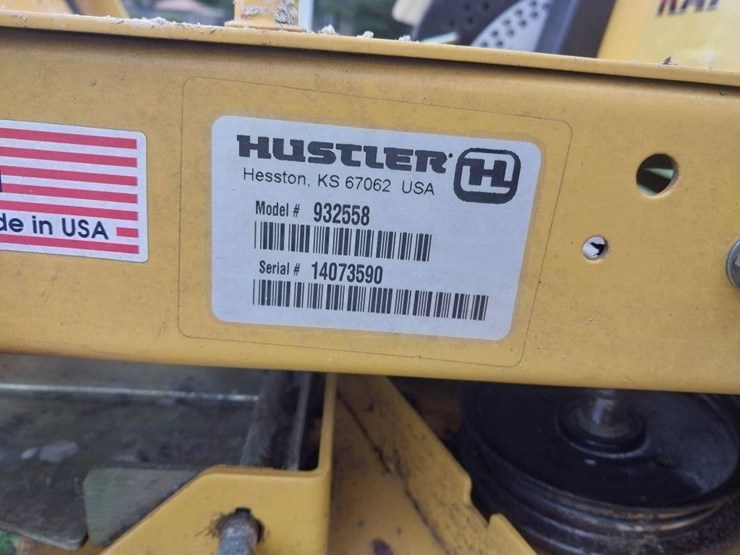 HUSTLER H
Hesston, KS 67062 USA
Model # 932558
Serial # 14073590
de in USA